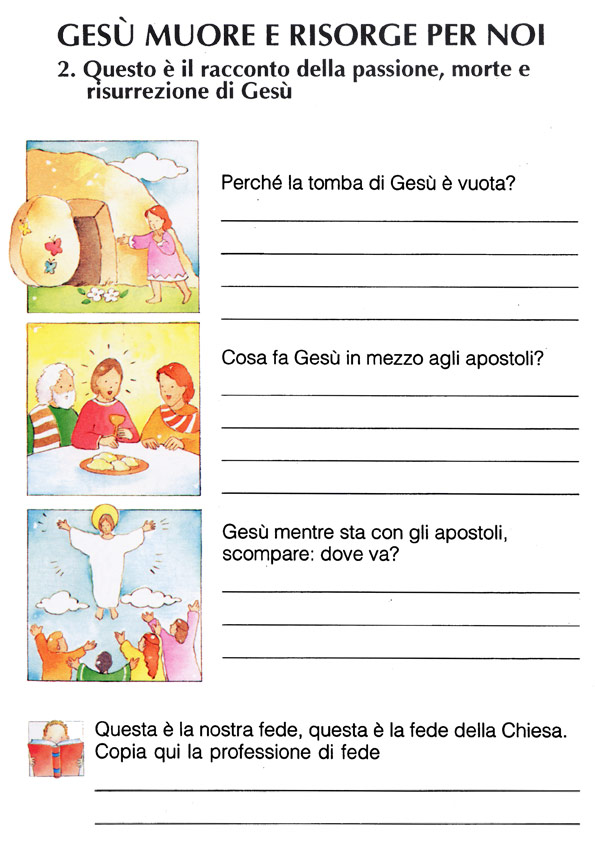 GESÙ MUORE E RISORGE PER NOI
2. Questo è il racconto della passione, morte e
risurrezione di Gesù
Perché la tomba di Gesù è vuota?
Cosa fa Gesù in mezzo agli apostoli?
Gesù mentre sta con gli apostoli,
scompare: dove va?
Questa è la nostra fede, questa è la fede della Chiesa.
Copia qui la professione di fede